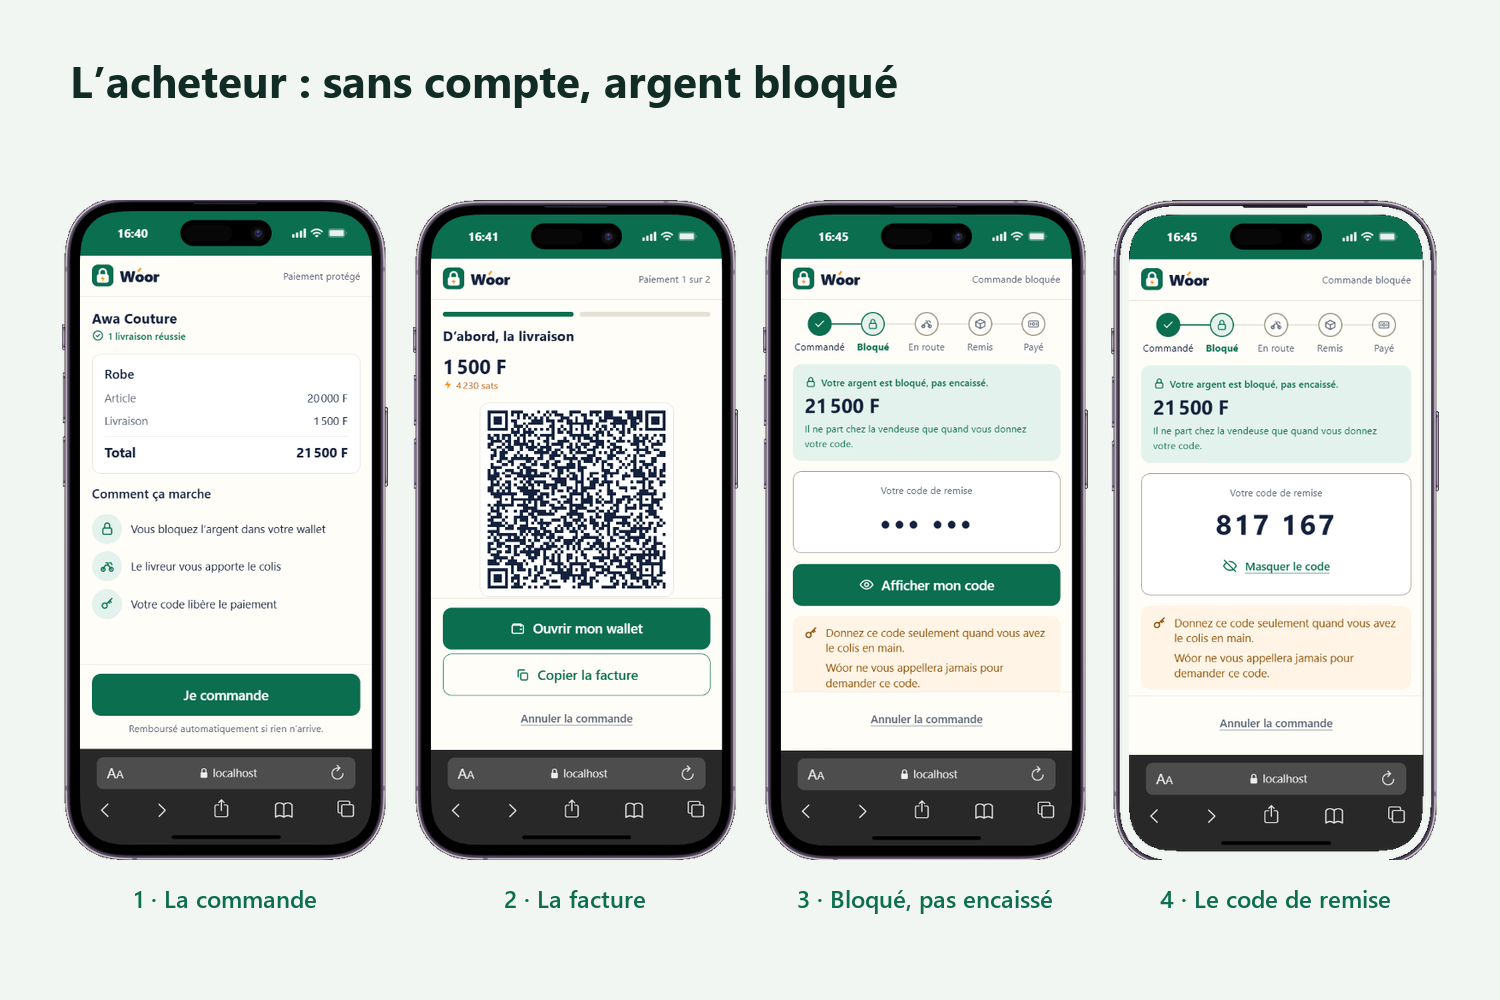 L’acheteur : sans compte, argent bloqué
16:40
Wóor
Paiement protégé
Awa Couture
1 livraison réussie
Robe
Article 20 000 F
Livraison 1 500 F
Total 21 500 F
Comment ça marche
Vous bloquez l’argent dans votre wallet
Le livreur vous apporte le colis
Votre code libère le paiement
Je commande
Remboursé automatiquement si rien n’arrive.
AA localhost
1 · La commande
16:41
Wóor
Paiement 1 sur 2
D’abord, la livraison
1 500 F
4 230 sats
Ouvrir mon wallet
Copier la facture
Annuler la commande
AA localhost
2 · La facture
16:45
Wóor
Commande bloquée
Commandé Bloqué En route Remis Payé
Votre argent est bloqué, pas encaissé.
21 500 F
Il ne part chez la vendeuse que quand vous donnez
votre code.
Votre code de remise
••• •••
Afficher mon code
Donnez ce code seulement quand vous avez
le colis en main.
Wóor ne vous appellera jamais pour
demander ce code.
Annuler la commande
AA localhost
3 · Bloqué, pas encaissé
16:45
Wóor
Commande bloquée
Commandé Bloqué En route Remis Payé
Votre argent est bloqué, pas encaissé.
21 500 F
Il ne part chez la vendeuse que quand vous donnez
votre code.
Votre code de remise
817 167
Masquer le code
Donnez ce code seulement quand vous avez
le colis en main.
Wóor ne vous appellera jamais pour
demander ce code.
Annuler la commande
AA localhost
4 · Le code de remise